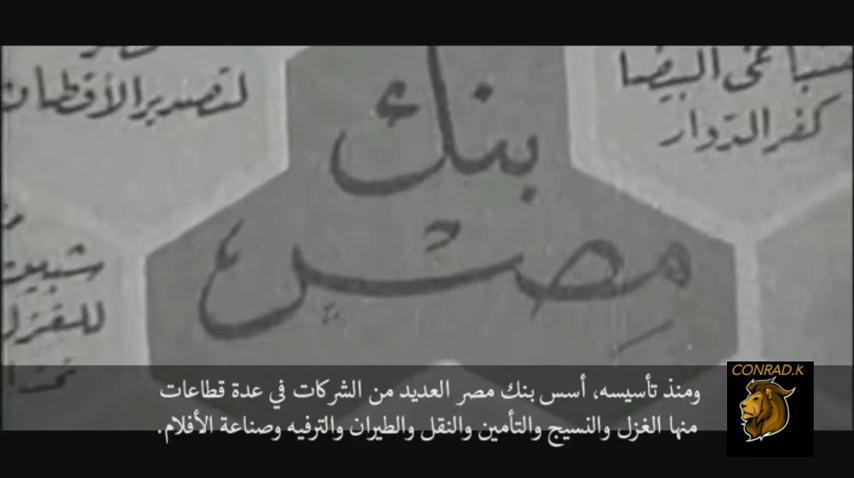 لتصدير الأقطان
بنك
مصر
البيضا
كفر الدوار
شبين
للغزل
ومنذ تأسيسه، أسس بنك مصر العديد من الشركات في عدة قطاعات
منها الغزل والنسيج والتأمين والنقل والطيران والترفيه وصناعة الأفلام.
CONRAD.K